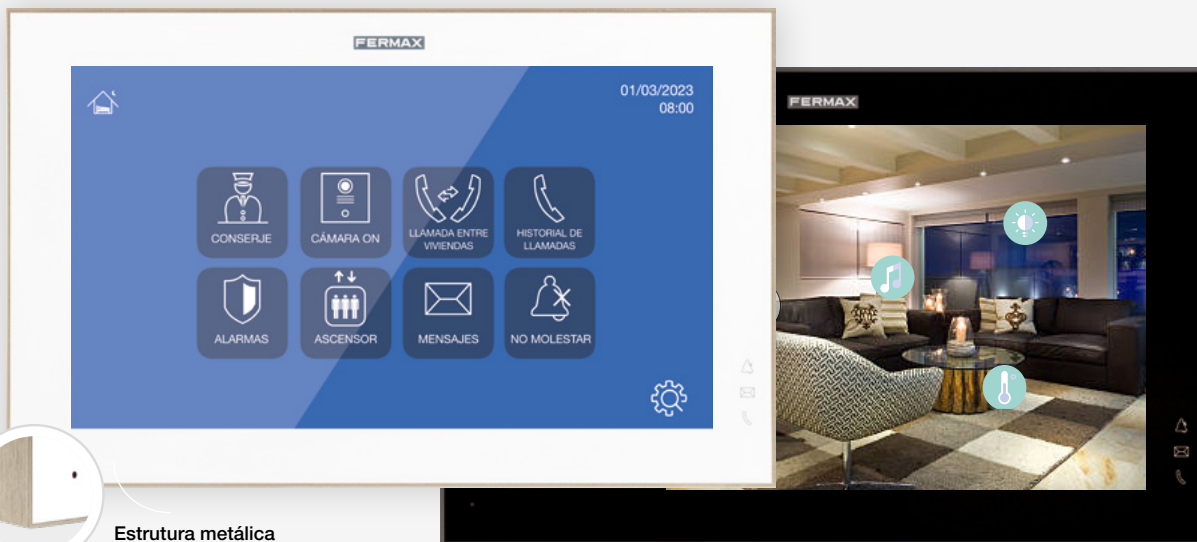 FERMAX
01/03/2023
08:00
CONSERJE
CÁMARA ON
LLAMADA ENTRE
VIVIENDAS
HISTORIAL DE
LLAMADAS
ALARMAS
ASCENSOR
MENSAJES
NO MOLESTAR
FERMAX
Estrutura metálica